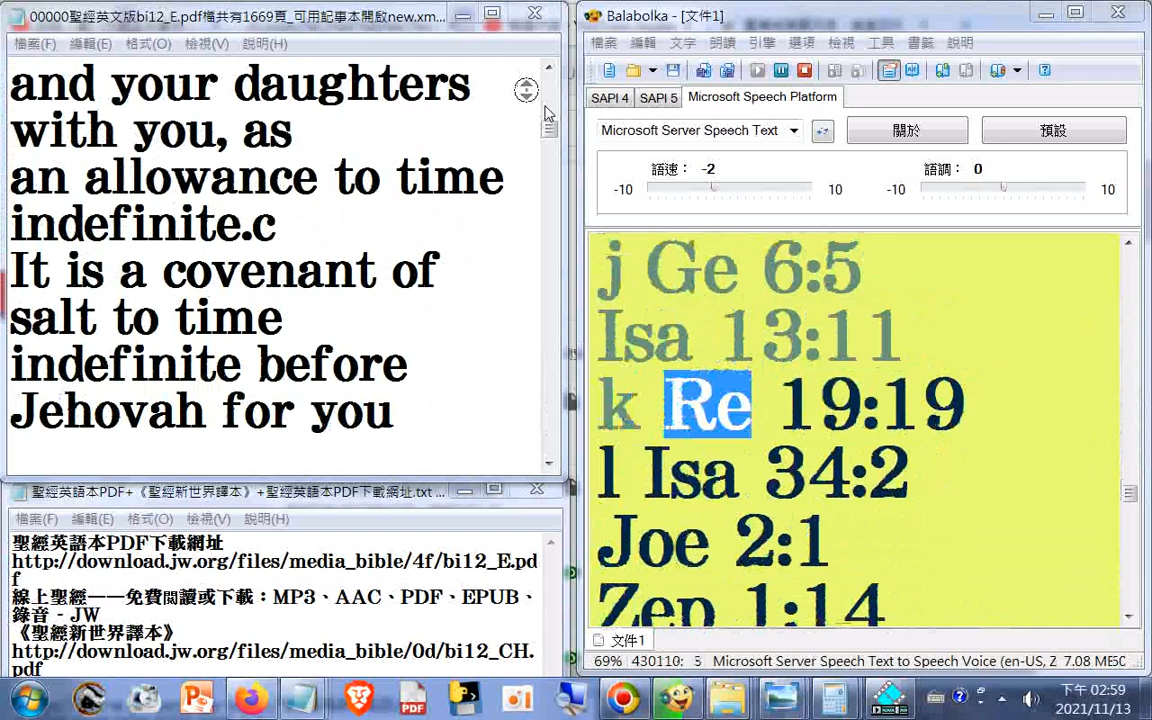 00000聖經英文版bi12_E.pdf檔共有1669頁_可用記事本開啟new.xm...
檔案(F) 編輯(E) 格式(O) 檢視(V) 說明(H)
and your daughters
with you, as
an allowance to time
indefinite.c
It is a covenant of
salt to time
indefinite before
Jehovah for you
聖經英語本PDF+《聖經新世界譯本》+聖經英語本PDF下載網址.txt ...
檔案(F) 編輯(E) 格式(O) 檢視(V) 說明(H)
聖經英語本PDF下載網址
http://download.jw.org/files/media_bible/4f/bi12_E.pd
f
線上聖經——免費閱讀或下載：MP3、AAC、PDF、EPUB、
錄音 - JW
《聖經新世界譯本》
http://download.jw.org/files/media_bible/0d/bi12_CH.
pdf
Balabolka - [文件1]
檔案 編輯 文字 朗讀 引擎 選項 檢視 工具 書籤 說明
SAPI 4 SAPI 5 Microsoft Speech Platform
Microsoft Server Speech Text 關於 預設
語速： -2 語調： 0
-10 10 -10 10
j Ge 6:5
Isa 13:11
k Re 19:19
l Isa 34:2
Joe 2:1
Zep 1:14
文件1
69% 430110: Microsoft Server Speech Text to Speech Voice (en-US, Z 7.08 ME
PDF
下午 02:59
2021/11/13